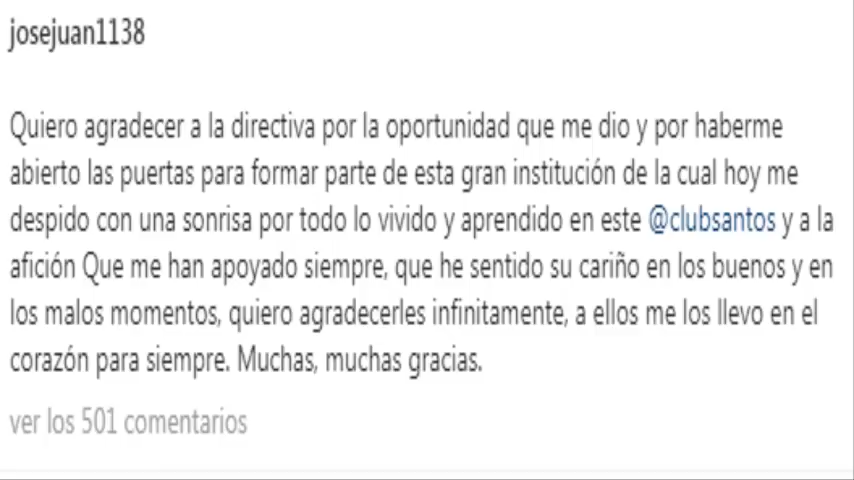 josejuan1138
Quiero agradecer a la directiva por la oportunidad que me dio y por haberme
abierto las puertas para formar parte de esta gran institución de la cual hoy me
despido con una sonrisa por todo lo vivido y aprendido en este @clubsantos y a la
afición Que me han apoyado siempre, que he sentido su cariño en los buenos y en
los malos momentos, quiero agradecerles infinitamente, a ellos me los llevo en el
corazón para siempre. Muchas, muchas gracias.
ver los 501 comentarios